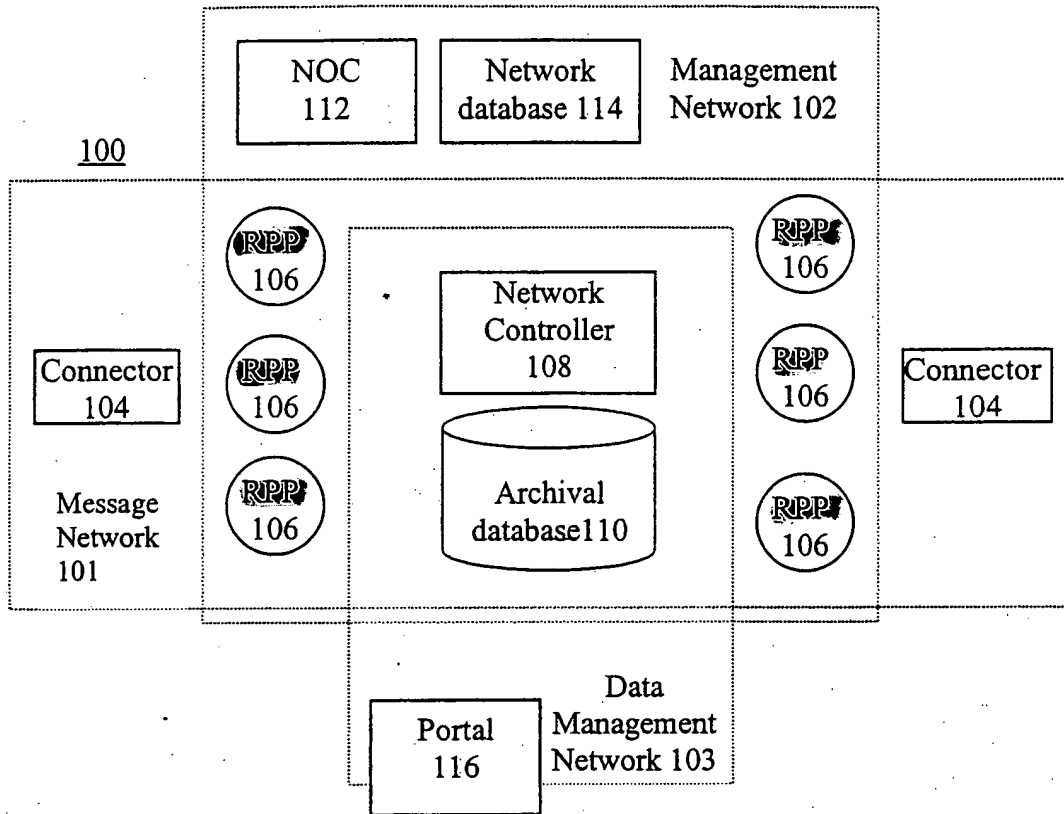 NOC
112
Network
database 114
Management
Network 102
100
RPP
106
RPP
106
RPP
106
Connector
104
Message
Network
101
Network
Controller
108
Archival
database110
RPP
106
RPP
106
RPP
106
Connector
104
Portal
116
Data
Management
Network 103